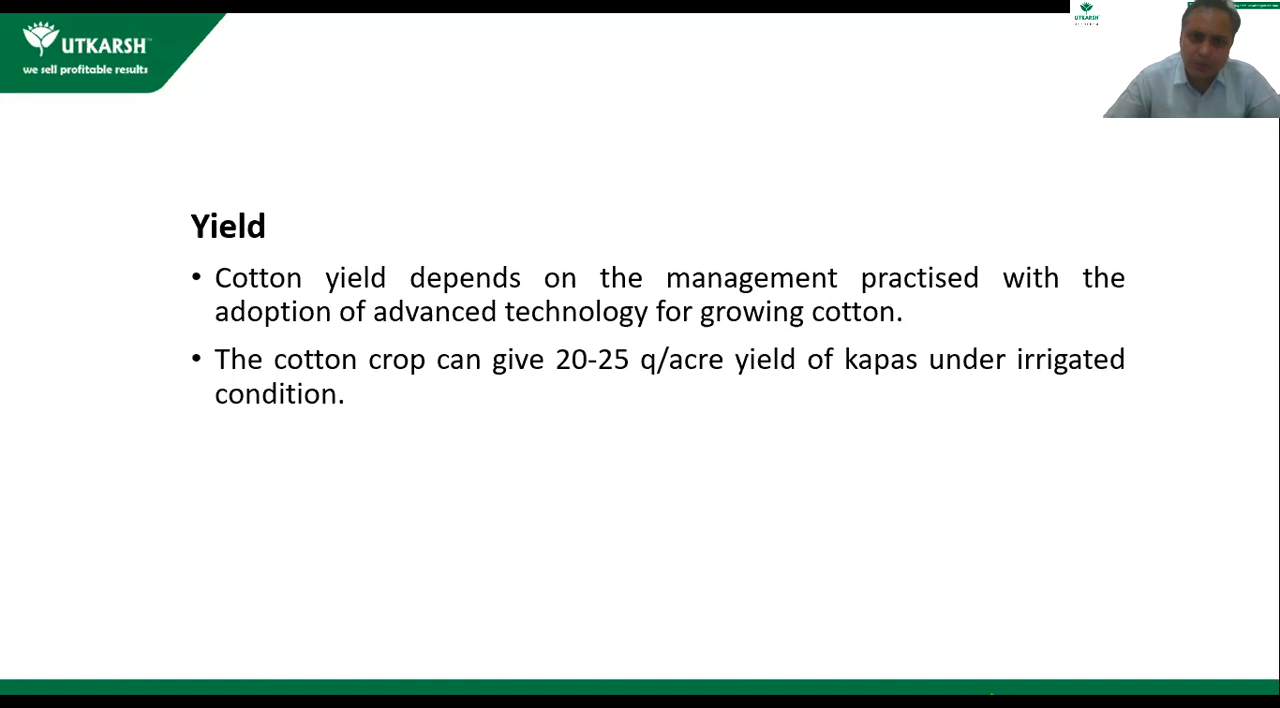 UTKARSH
we sell profitable results
UTKARSH
Yield
• Cotton yield depends on the management practised with the
adoption of advanced technology for growing cotton.
• The cotton crop can give 20-25 q/acre yield of kapas under irrigated
condition.